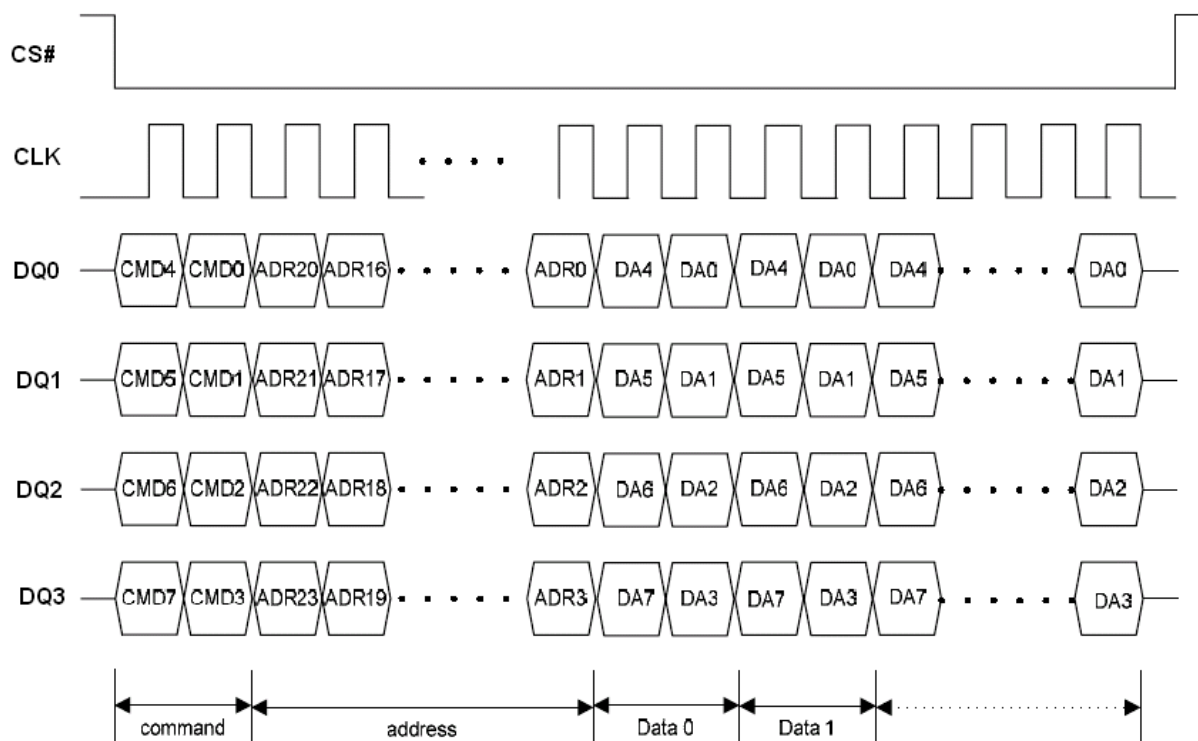 CS#
CLK
DQ0 CMD4 CMD0 ADR20 ADR16 ADR0 DA4 DA0 DA4 DA0 DA4 DA0
DQ1 CMD5 CMD1 ADR21 ADR17 ADR1 DA5 DA1 DA5 DA1 DA5 DA1
DQ2 CMD6 CMD2 ADR22 ADR18 ADR2 DA6 DA2 DA6 DA2 DA6 DA2
DQ3 CMD7 CMD3 ADR23 ADR19 ADR3 DA7 DA3 DA7 DA3 DA7 DA3
command address Data 0 Data 1